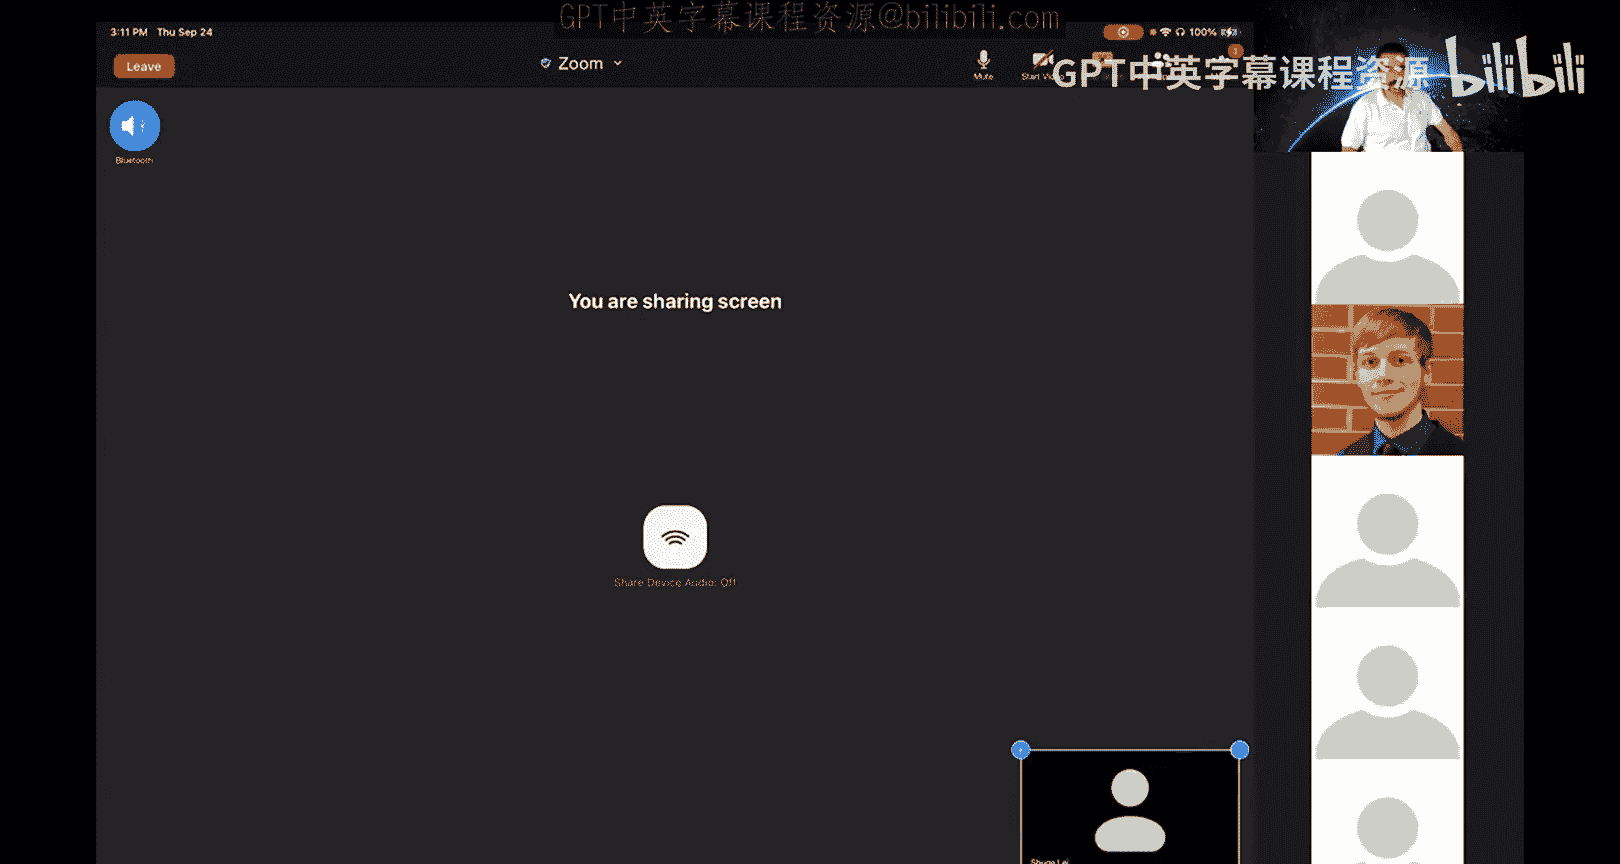 GPT中英字幕课程资源@bilibili.com
3:11 PM Thu Sep 24
100%
Leave
Zoom
Mute
GPT中英字幕课程资源 bilibili
3
Bluetooth
You are sharing screen
Share Device Audio: Off